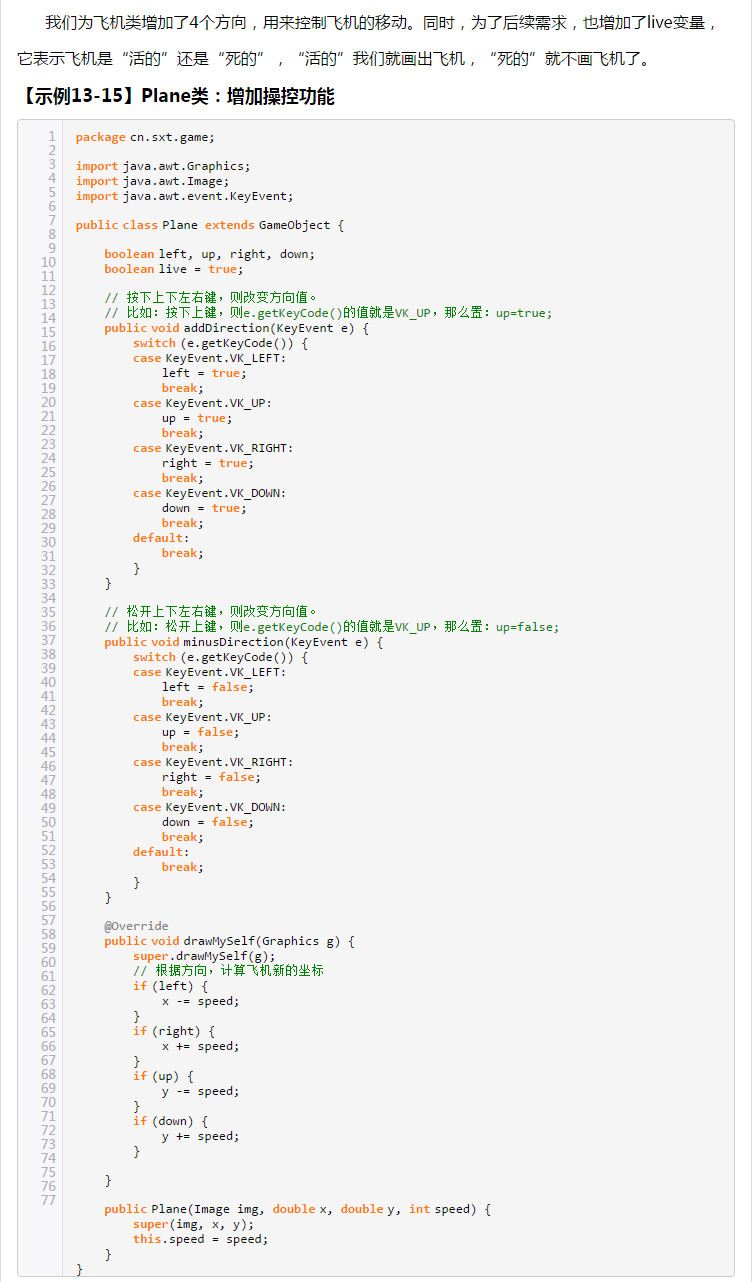 我们为飞机类增加了4个方向，用来控制飞机的移动。同时，为了后续需求，也增加了live变量，
它表示飞机是“活的”还是“死的”，“活的”我们就画出飞机，“死的”就不画飞机了。
【示例13-15】Plane类：增加操控功能
1 package cn.sxt.game;
2
3 import java.awt.Graphics;
4 import java.awt.Image;
5 import java.awt.event.KeyEvent;
6
7 public class Plane extends GameObject {
8
9     boolean left, up, right, down;
10     boolean live = true;
11
12     // 按下上下左右键，则改变方向值。
13     // 比如：按下上键，则e.getKeyCode()的值就是VK_UP，那么置：up=true;
14     public void addDirection(KeyEvent e) {
15         switch (e.getKeyCode()) {
16         case KeyEvent.VK_LEFT:
17             left = true;
18             break;
19         case KeyEvent.VK_UP:
20             up = true;
21             break;
22         case KeyEvent.VK_RIGHT:
23             right = true;
24             break;
25         case KeyEvent.VK_DOWN:
26             down = true;
27             break;
28         default:
29             break;
30         }
31     }
32
33     // 松开上下左右键，则改变方向值。
34     // 比如：松开上键，则e.getKeyCode()的值就是VK_UP，那么置：up=false;
35     public void minusDirection(KeyEvent e) {
36         switch (e.getKeyCode()) {
37         case KeyEvent.VK_LEFT:
38             left = false;
39             break;
40         case KeyEvent.VK_UP:
41             up = false;
42             break;
43         case KeyEvent.VK_RIGHT:
44             right = false;
45             break;
46         case KeyEvent.VK_DOWN:
47             down = false;
48             break;
49         default:
50             break;
51         }
52     }
53
54     @Override
55     public void drawMySelf(Graphics g) {
56         super.drawMySelf(g);
57         // 根据方向，计算飞机新的坐标
58         if (left) {
59             x -= speed;
60         }
61         if (right) {
62             x += speed;
63         }
64         if (up) {
65             y -= speed;
66         }
67         if (down) {
68             y += speed;
69         }
70
71     }
72
73     public Plane(Image img, double x, double y, int speed) {
74         super(img, x, y);
75         this.speed = speed;
76     }
77 }